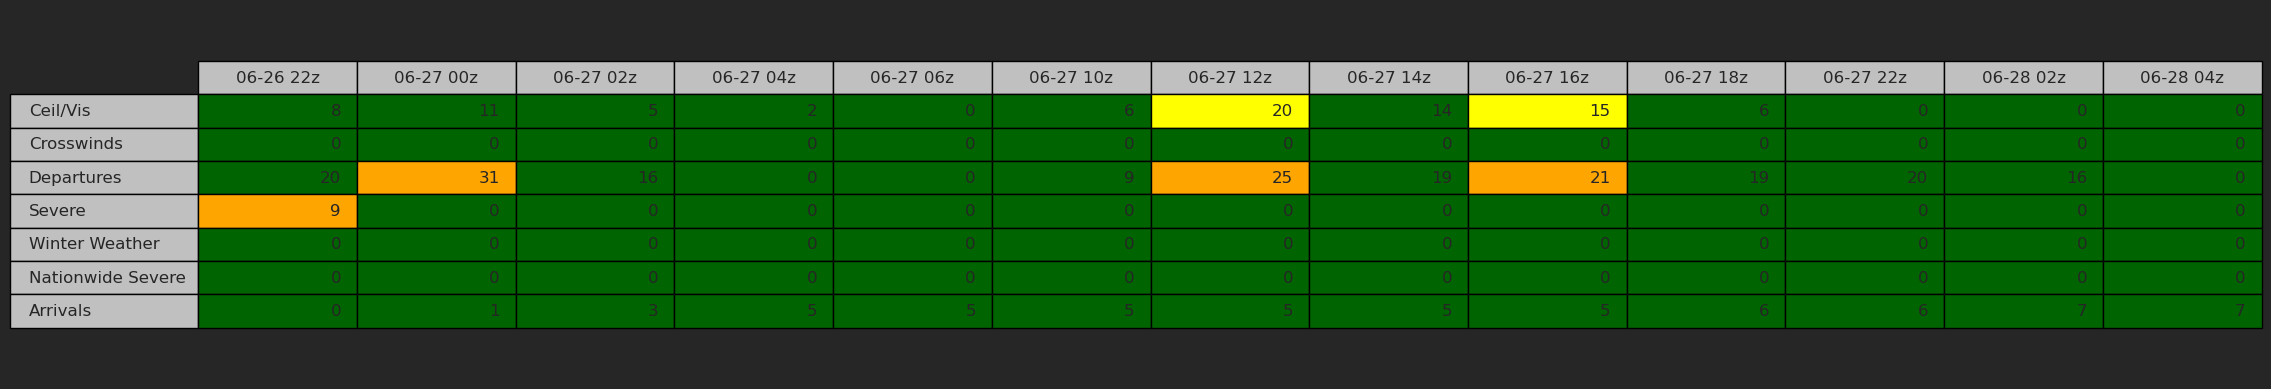 06-26 22z 06-27 00z 06-27 02z 06-27 04z 06-27 06z 06-27 10z 06-27 12z 06-27 14z 06-27 16z 06-27 18z 06-27 22z 06-28 02z 06-28 04z
Ceil/Vis 8 11 5 2 0 6 20 14 15 6 0 0 0
Crosswinds 0 0 0 0 0 0 0 0 0 0 0 0 0
Departures 20 31 16 0 0 9 25 19 21 19 20 16 0
Severe 9 0 0 0 0 0 0 0 0 0 0 0 0
Winter Weather 0 0 0 0 0 0 0 0 0 0 0 0 0
Nationwide Severe 0 0 0 0 0 0 0 0 0 0 0 0 0
Arrivals 0 1 3 5 5 5 5 5 5 6 6 7 7